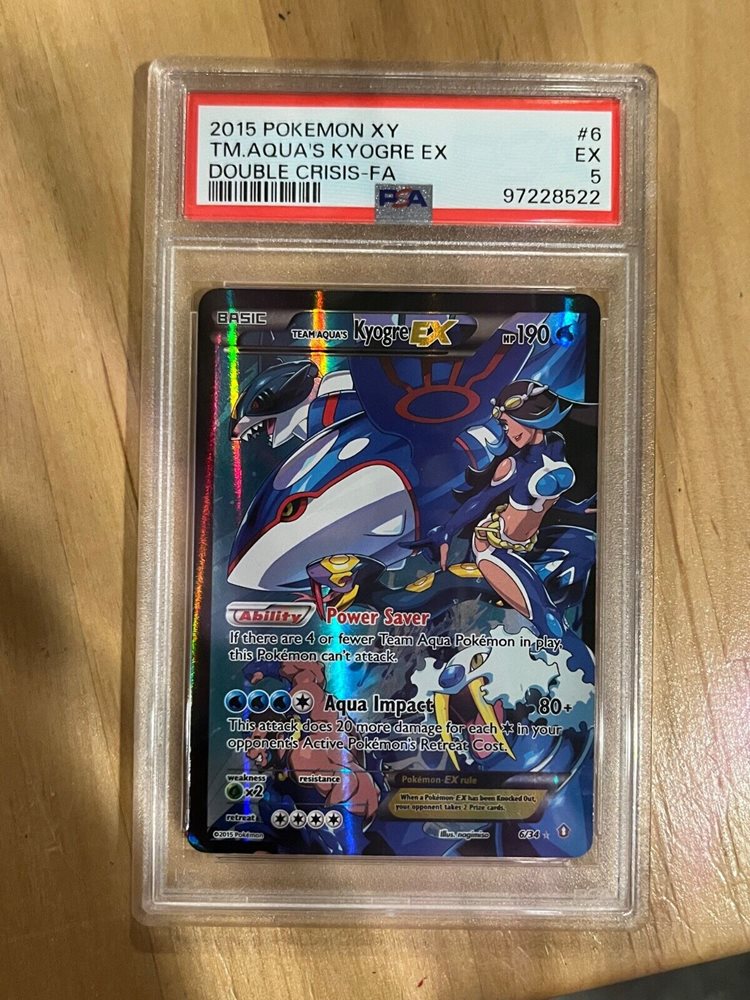 2015 POKEMON XY #6
TM.AQUA'S KYOGRE EX EX
DOUBLE CRISIS-FA 5
PSA 97228522
BASIC TEAM AQUA'S Kyogre EX HP 190
Ability Power Saver
If there are 4 or fewer Team Aqua Pokémon in play,
this Pokémon can't attack.
Aqua Impact 80+
This attack does 20 more damage for each in your
opponent's Active Pokémon's Retreat Cost.
weakness resistance
×2
retreat
Pokémon-EX rule
When a Pokémon-EX has been Knocked Out,
your opponent takes 2 Prize cards.
©2015 Pokémon Illus. nagimiso 6/34